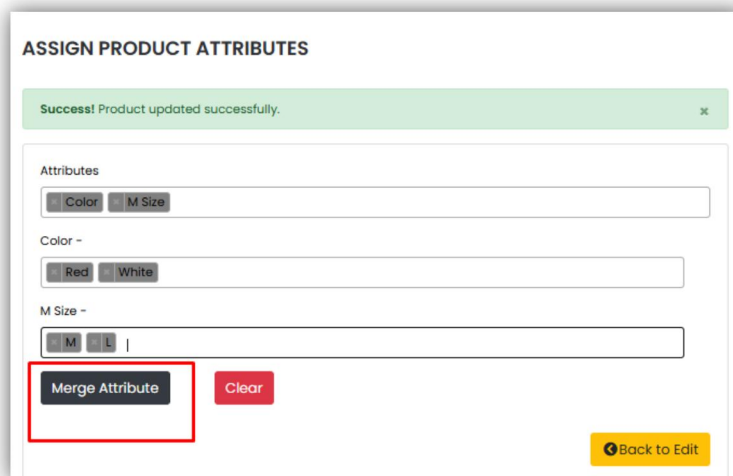 ASSIGN PRODUCT ATTRIBUTES
Success! Product updated successfully. ×
Attributes
× Color × M Size
Color -
× Red × White
M Size -
× M × L
Merge Attribute Clear
Back to Edit